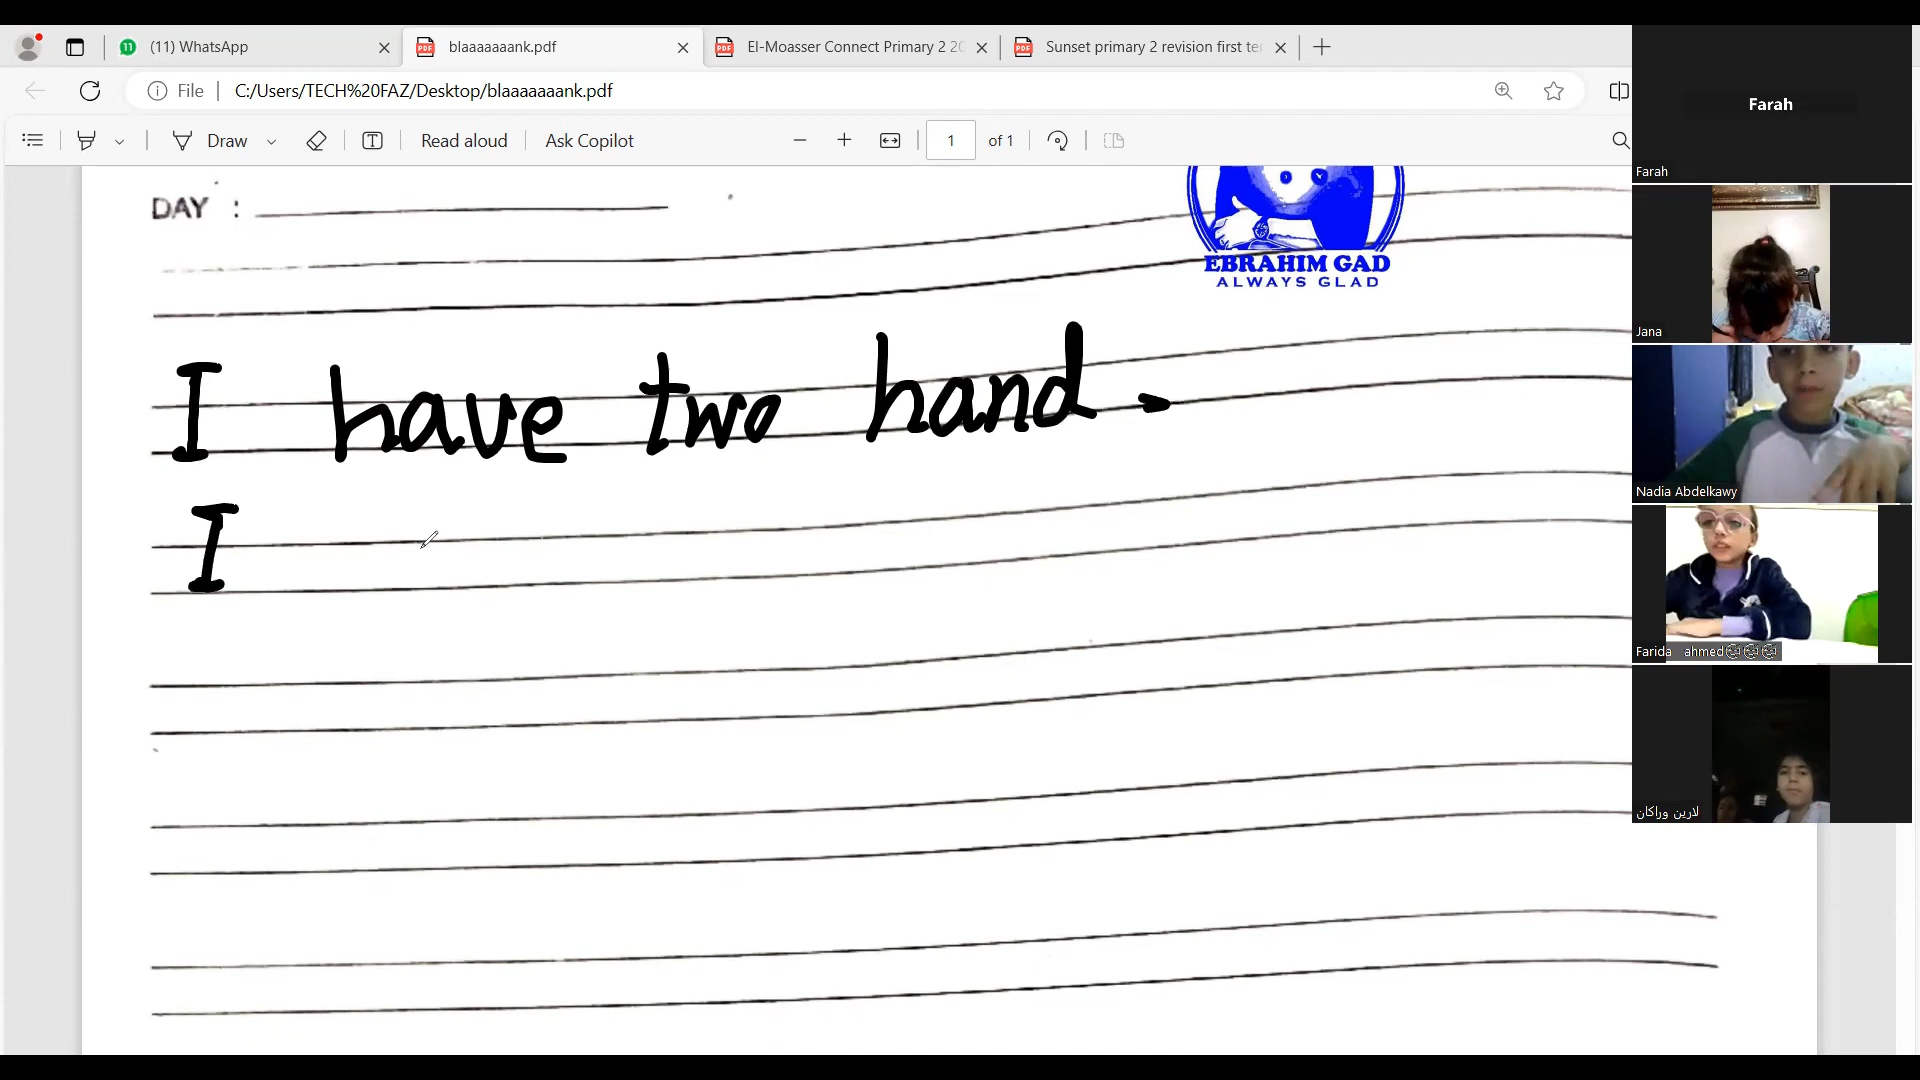 (11) WhatsApp
blaaaaaaank.pdf
El-Moasser Connect Primary 2 20
Sunset primary 2 revision first te
File
C:/Users/TECH%20FAZ/Desktop/blaaaaaaank.pdf
Draw
Read aloud
Ask Copilot
1
of 1
DAY :
EBRAHIM GAD
ALWAYS GLAD
I have two hand.
I
Farah
Farah
Jana
Nadia Abdelkawy
Farida ahmed
لارين وراكان